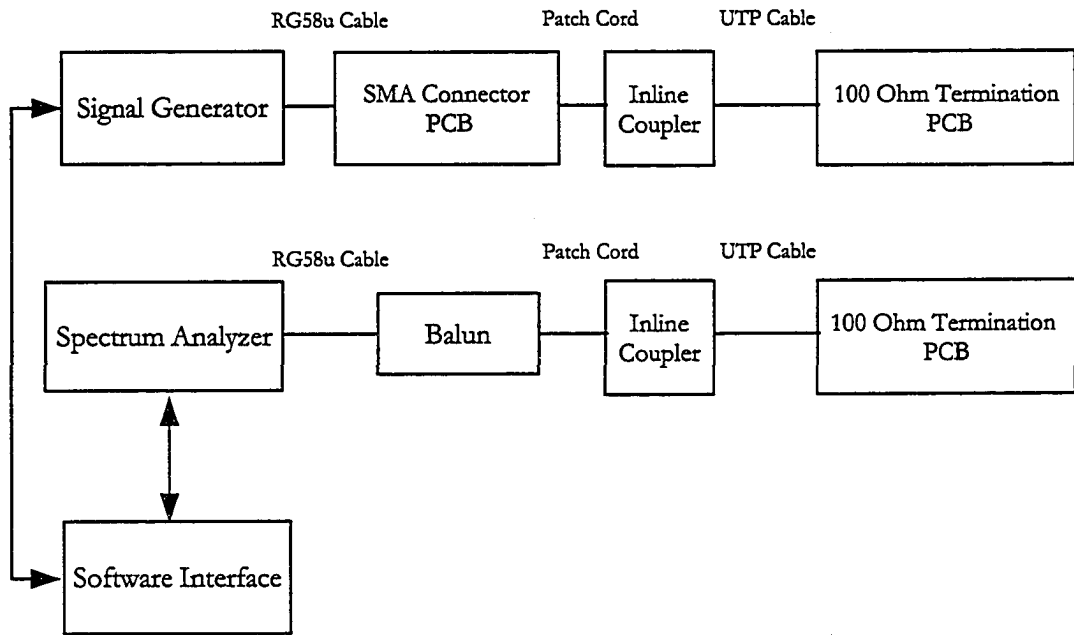 RG58u Cable
Patch Cord
UTP Cable
Signal Generator
SMA Connector
PCB
Inline
Coupler
100 Ohm Termination
PCB
RG58u Cable
Patch Cord
UTP Cable
Spectrum Analyzer
Balun
Inline
Coupler
100 Ohm Termination
PCB
Software Interface